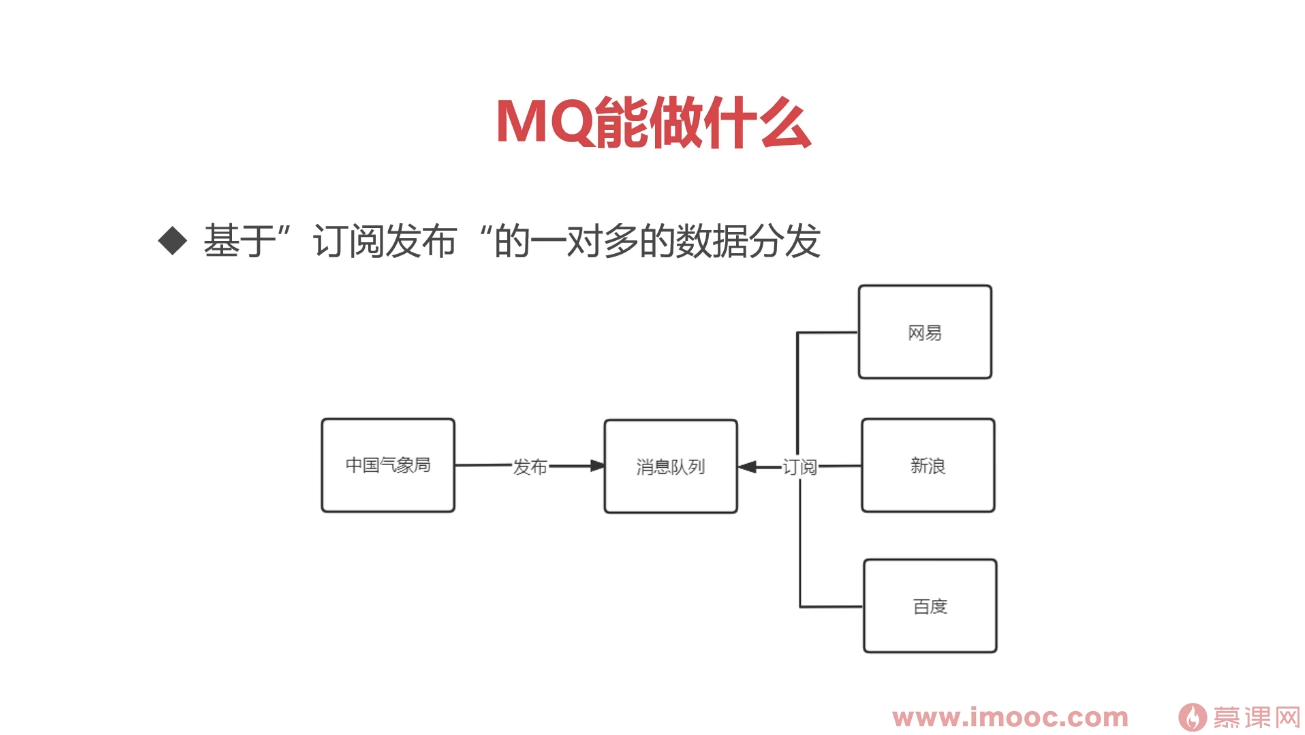 MQ能做什么
◆ 基于”订阅发布“的一对多的数据分发
网易
中国气象局
发布
消息队列
订阅
新浪
百度
www.imooc.com
慕课网